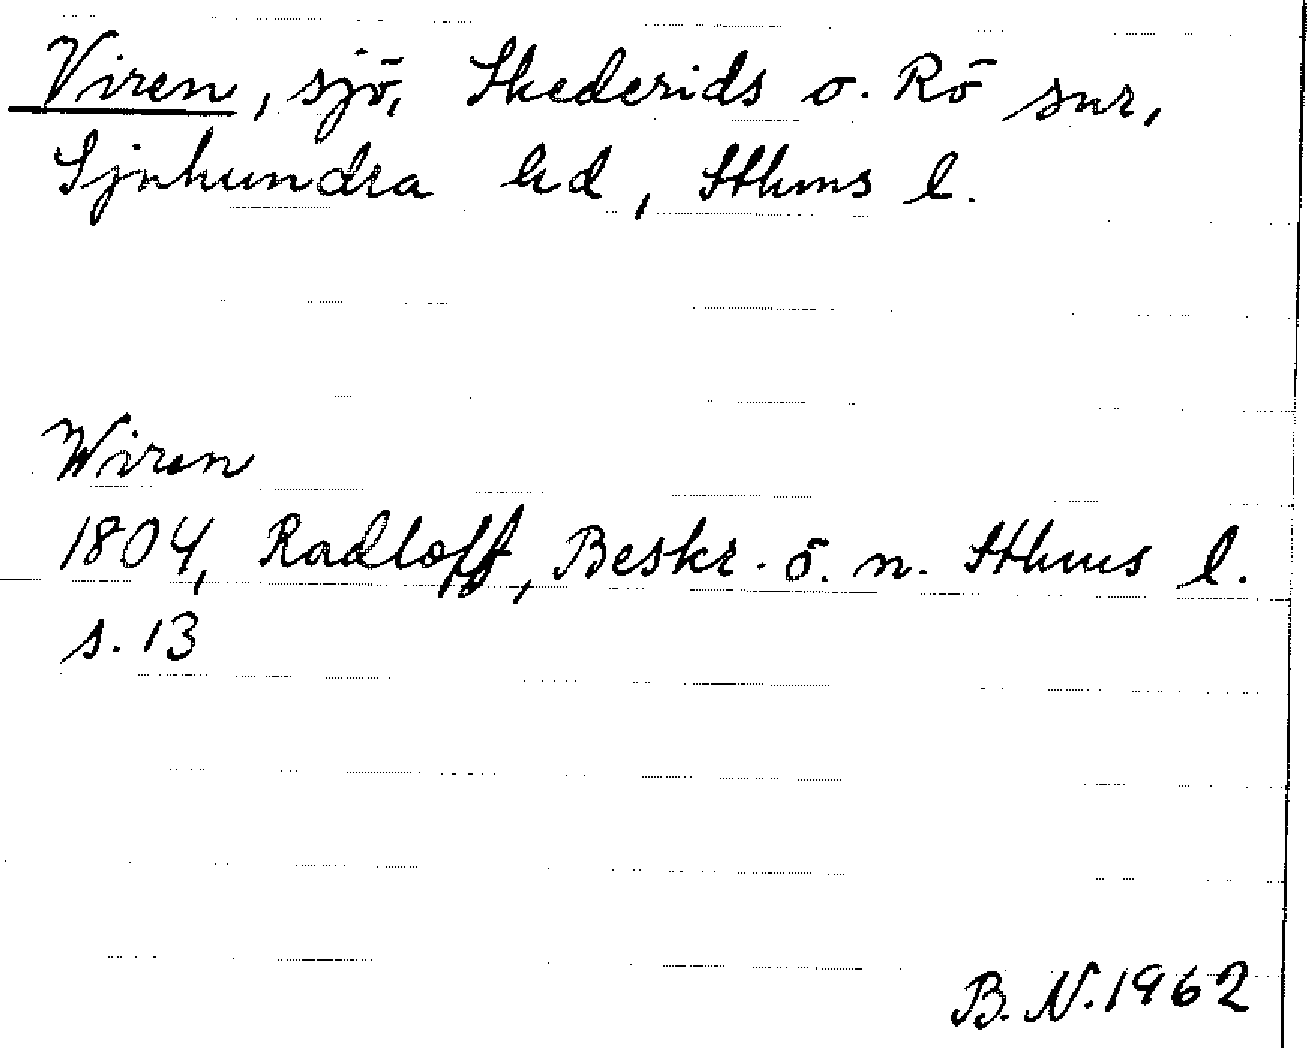 Viren, sjö, Skederids o. Rö snr,
Sjuhundra hd, Sthms l.
Wiren
1804, Radloff, Beskr. ö. n. Sthms l.
s. 13
B. N. 1962